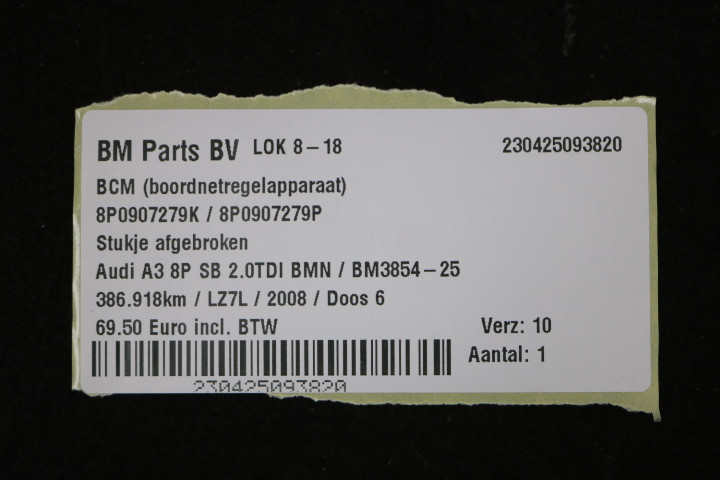 BM Parts BV LOK 8-18 230425093820
BCM (boordnetregelapparaat)
8P0907279K / 8P0907279P
Stukje afgebroken
Audi A3 8P SB 2.0TDI BMN / BM3854-25
386.918km / LZ7L / 2008 / Doos 6
69.50 Euro incl. BTW Verz: 10
Aantal: 1
230425093820